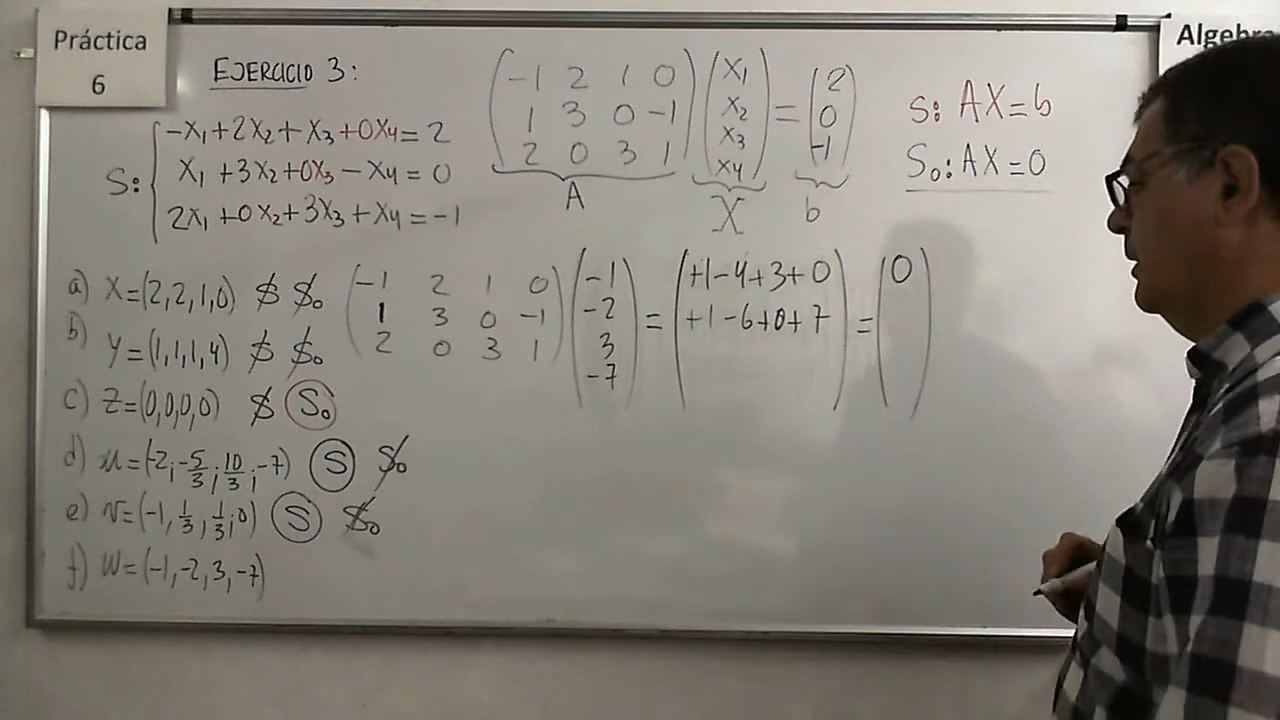 Práctica
6
Algebra
EJERCICIO 3:
S: { -X1+2X2+X3+0X4=2
X1+3X2+0X3-X4=0
2X1+0X2+3X3+X4=-1
(-1 2 1 0) (X1) = (2)
(1 3 0 -1) (X2) (0)
(2 0 3 1) (X3) (-1)
(X4)
A X b
S: AX=b
S0: AX=0
a) X=(2,2,1,0) S S0
b) Y=(1,1,1,4) S S0
c) Z=(0,0,0,0) S S0
d) u=(-2;-5/3;10/3;-7) S S0
e) v=(-1,1/3,1/3,0) S S0
f) W=(-1,-2,3,-7)
(-1 2 1 0) (-1) = (+1-4+3+0) = (0)
(1 3 0 -1) (-2) (+1-6+0+7)
(2 0 3 1) (3)
(-7)